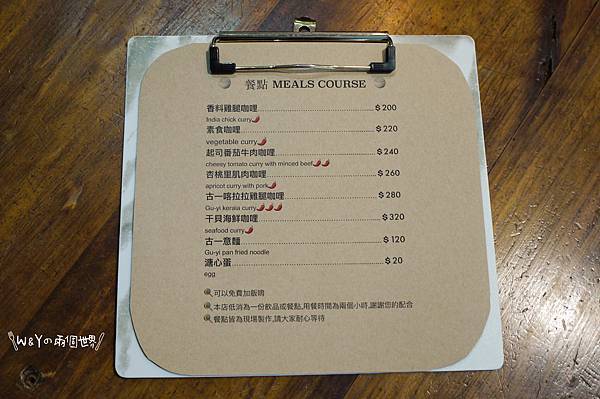 餐點 MEALS COURSE
香料雞腿咖哩 $200
India chick curry
素食咖哩 $220
vegetable curry
起司番茄牛肉咖哩 $240
cheesy tomato curry with minced beef
杏桃里肌肉咖哩 $260
apricot curry with pork
古一喀拉拉雞腿咖哩 $280
Gu-yi kerala curry
干貝海鮮咖哩 $320
seafood curry
古一意麵 $120
Gu-yi pan fried noodle
溏心蛋 $20
egg
可以免費加飯唷
本店低消為一份飲品或餐點,用餐時間為兩個小時,謝謝您的配合
餐點皆為現場製作,請大家耐心等待
W&Yの兩個世界